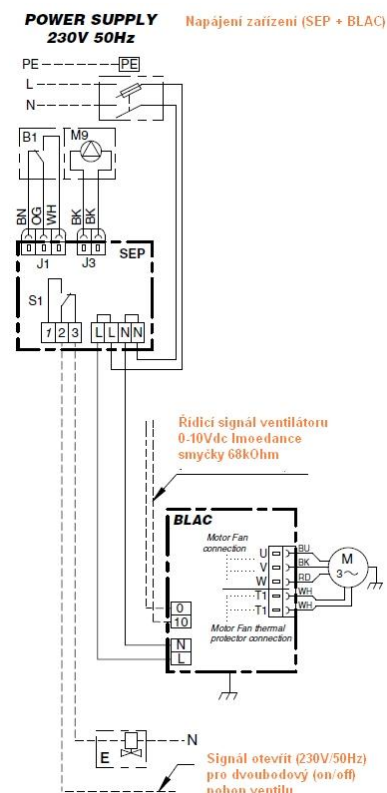 POWER SUPPLY
230V 50Hz
Napájení zařízení (SEP + BLAC)
PE
PE
L
N
B1
M9
BN
OG
WH
BK
BK
J1
J3
SEP
S1
1
2
3
L
L
N
N
Řídicí signál ventilátoru
0-10Vdc Imoedance
smyčky 68kOhm
BLAC
Motor Fan
connection
U
V
W
T1
T1
BU
BK
RD
WH
WH
M
3~
0
10
Motor Fan thermal
protector connection
N
L
E
N
Signál otevřít (230V/50Hz)
pro dvoubodový (on/off)
pohon ventilu